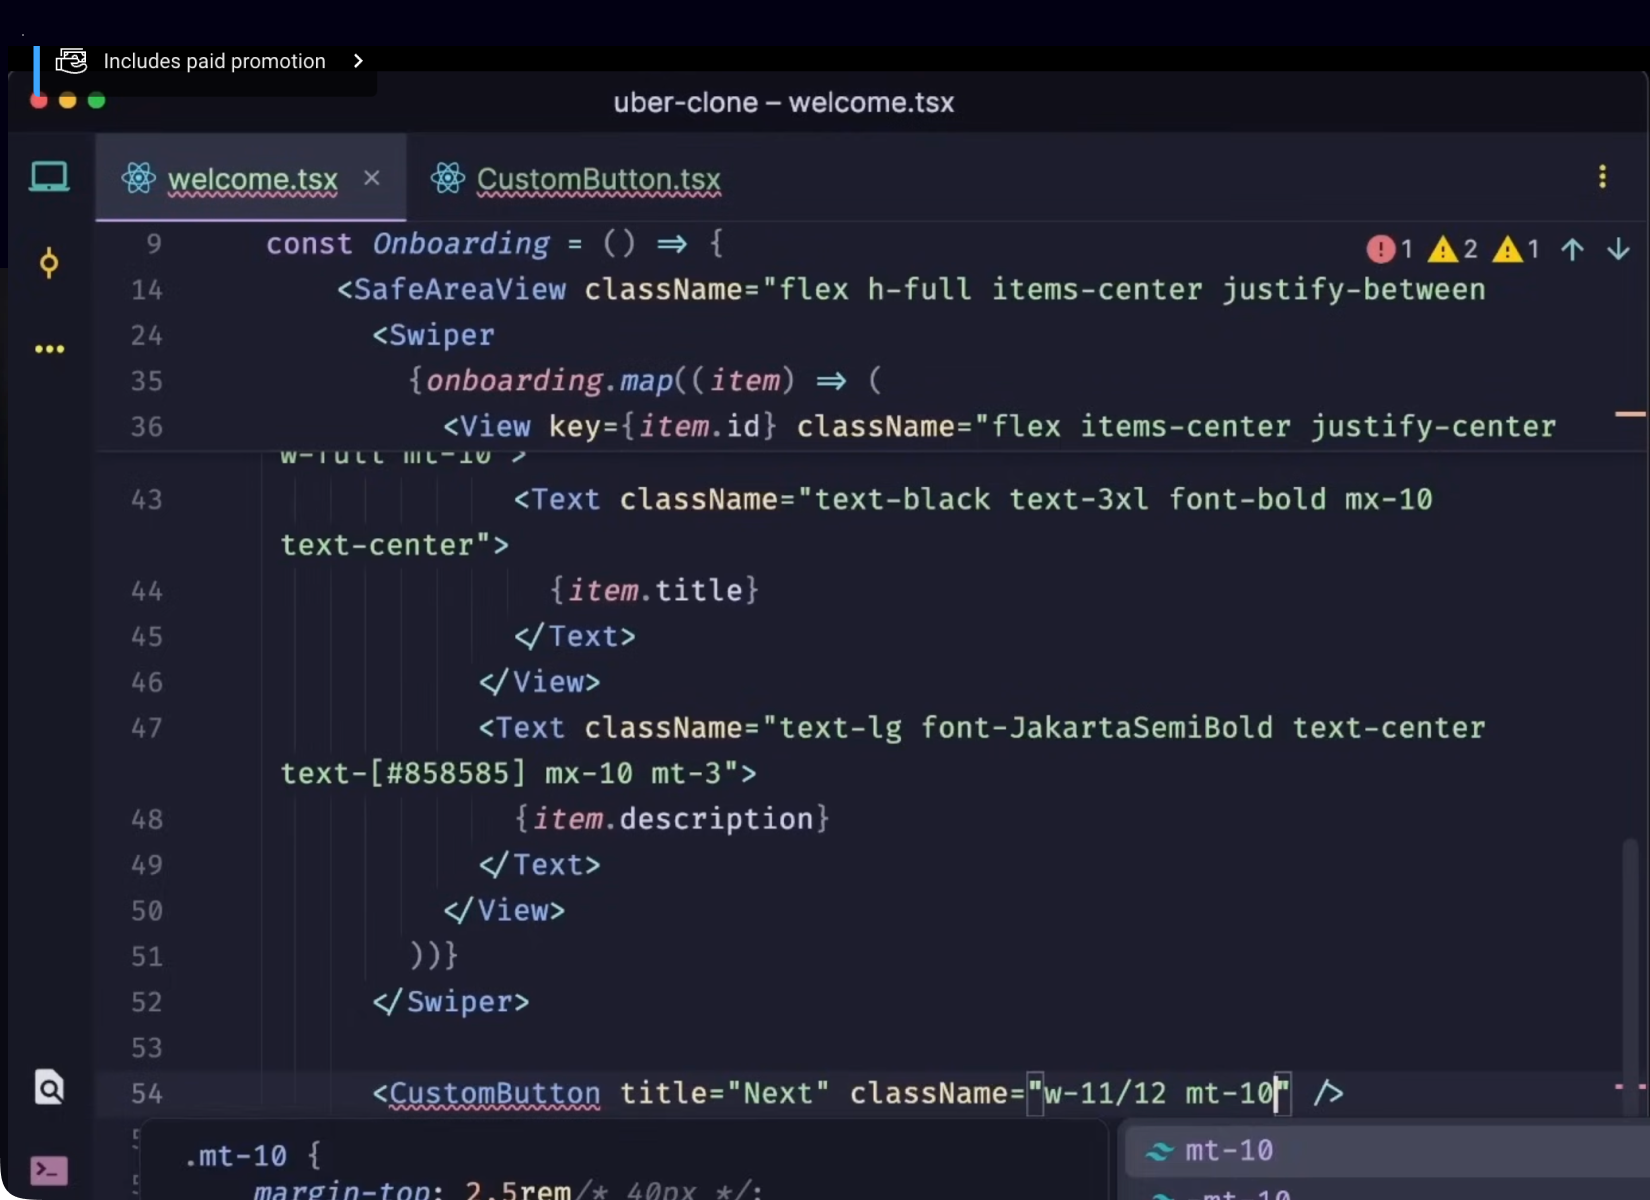 Includes paid promotion
uber-clone – welcome.tsx
welcome.tsx
CustomButton.tsx
9 const Onboarding = () => {
1 2 1
14 <SafeAreaView className="flex h-full items-center justify-between
24 <Swiper
35 {onboarding.map((item) => (
36 <View key={item.id} className="flex items-center justify-center
w-full mt-10">
43 <Text className="text-black text-3xl font-bold mx-10
text-center">
44 {item.title}
45 </Text>
46 </View>
47 <Text className="text-lg font-JakartaSemiBold text-center
text-[#858585] mx-10 mt-3">
48 {item.description}
49 </Text>
50 </View>
51 ))}
52 </Swiper>
53
54 <CustomButton title="Next" className="w-11/12 mt-10" />
.mt-10 {
mt-10
margin-top: 2.5rem/* 40px */;